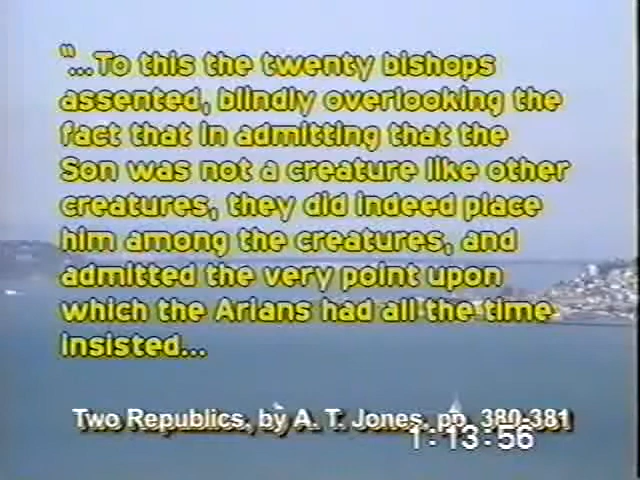 "...To this the twenty bishops
assented, blindly overlooking the
fact that in admitting that the
Son was not a creature like other
creatures, they did indeed place
him among the creatures, and
admitted the very point upon
which the Arians had all the time
insisted...
Two Republics, by A. T. Jones, pp. 380-381
1:13:56